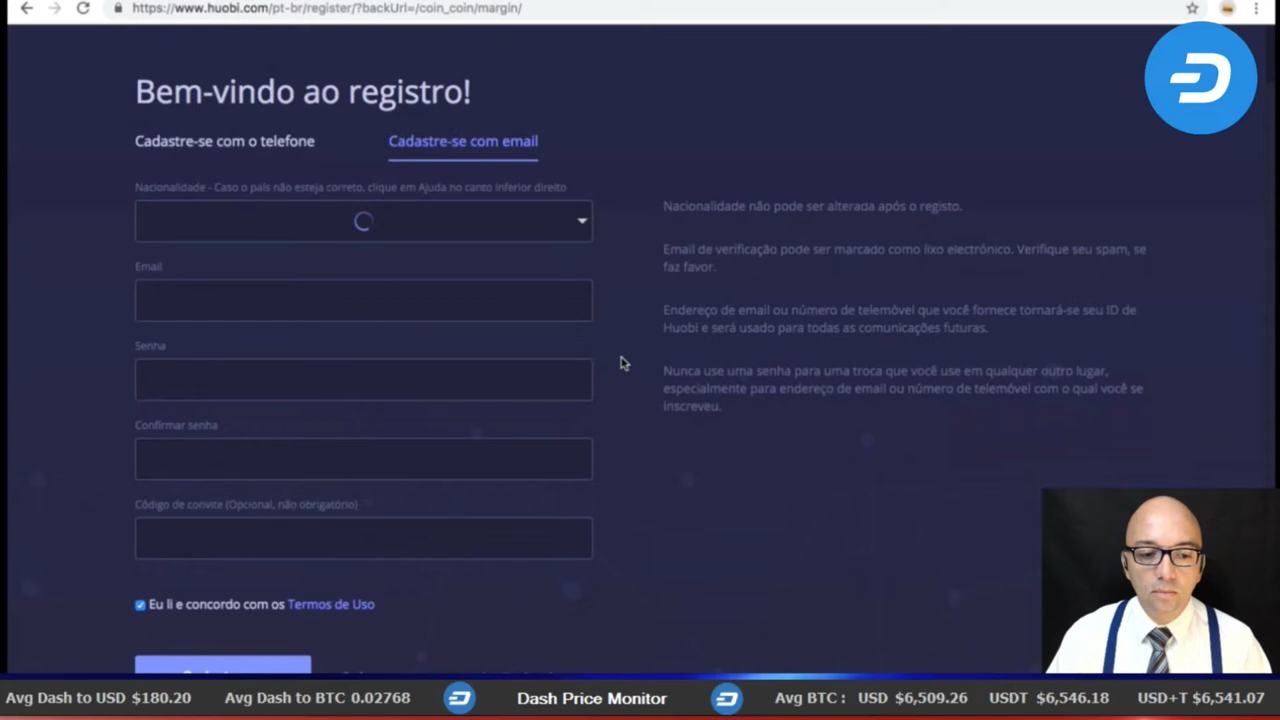 https://www.huobi.com/pt-br/register/?backUrl=/coin_coin/margin/
Bem-vindo ao registro!
Cadastre-se com o telefone
Cadastre-se com email
Nacionalidade - Caso o país não esteja correto, clique em Ajuda no canto inferior direito
Nacionalidade não pode ser alterada após o registo.
Email de verificação pode ser marcado como lixo electrónico. Verifique seu spam, se
faz favor.
Email
Endereço de email ou número de telemóvel que você fornece tornará-se seu ID de
Huobi e será usado para todas as comunicações futuras.
Senha
Nunca use uma senha para uma troca que você use em qualquer outro lugar,
especialmente para endereço de email ou número de telemóvel com o qual você se
inscreveu.
Confirmar senha
Código de convite (Opcional, não obrigatório)
Eu li e concordo com os Termos de Uso
Avg Dash to USD $180.20
Avg Dash to BTC 0.02768
Dash Price Monitor
Avg BTC : USD $6,509.26 USDT $6,546.18 USD+T $6,541.07